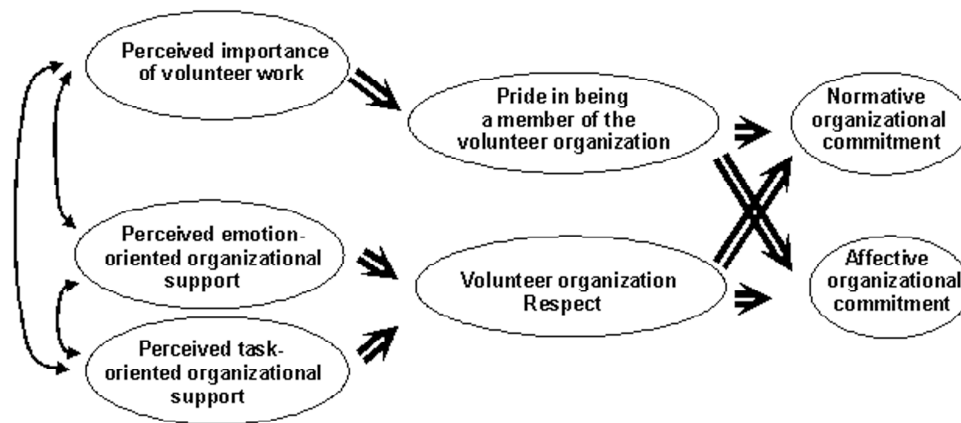 Perceived importance
of volunteer work
Pride in being
a member of the
volunteer organization
Normative
organizational
commitment
Perceived emotion-
oriented organizational
support
Volunteer organization
Respect
Affective
organizational
commitment
Perceived task-
oriented organizational
support